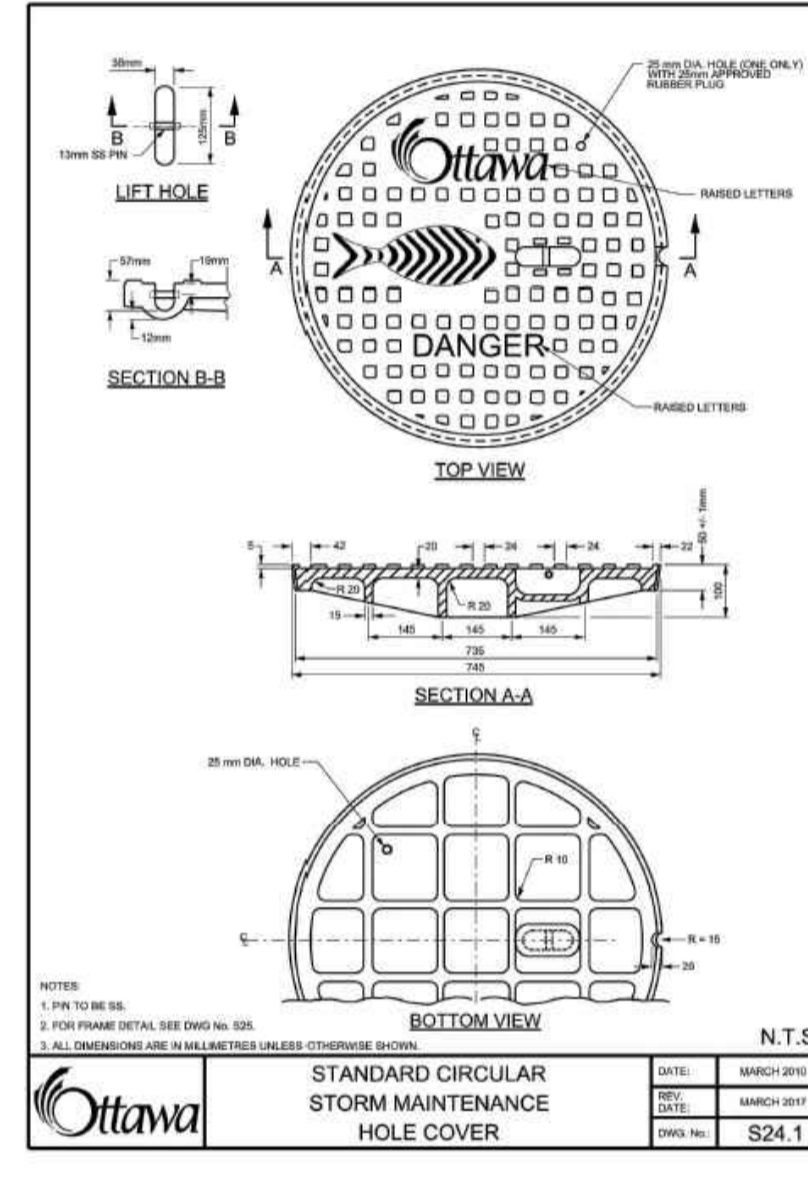 38mm
125mm
B
B
13mm SS PIN
LIFT HOLE
57mm
19mm
12mm
SECTION B-B
25 mm DIA. HOLE (ONE ONLY)
WITH 25mm APPROVED
RUBBER PLUG
Ottawa
RAISED LETTERS
A
A
DANGER
RAISED LETTERS
TOP VIEW
5
42
20
24
24
22
50 +/- 1mm
100
R 20
R 20
15
145
145
145
735
745
SECTION A-A
25 mm DIA. HOLE
R 10
R = 15
20
BOTTOM VIEW
NOTES
1. PIN TO BE SS.
2. FOR FRAME DETAIL SEE DWG No. S25.
3. ALL DIMENSIONS ARE IN MILLIMETRES UNLESS OTHERWISE SHOWN.
N.T.S
Ottawa
STANDARD CIRCULAR
STORM MAINTENANCE
HOLE COVER
DATE: MARCH 2010
REV. DATE: MARCH 2017
DWG. No.: S24.1